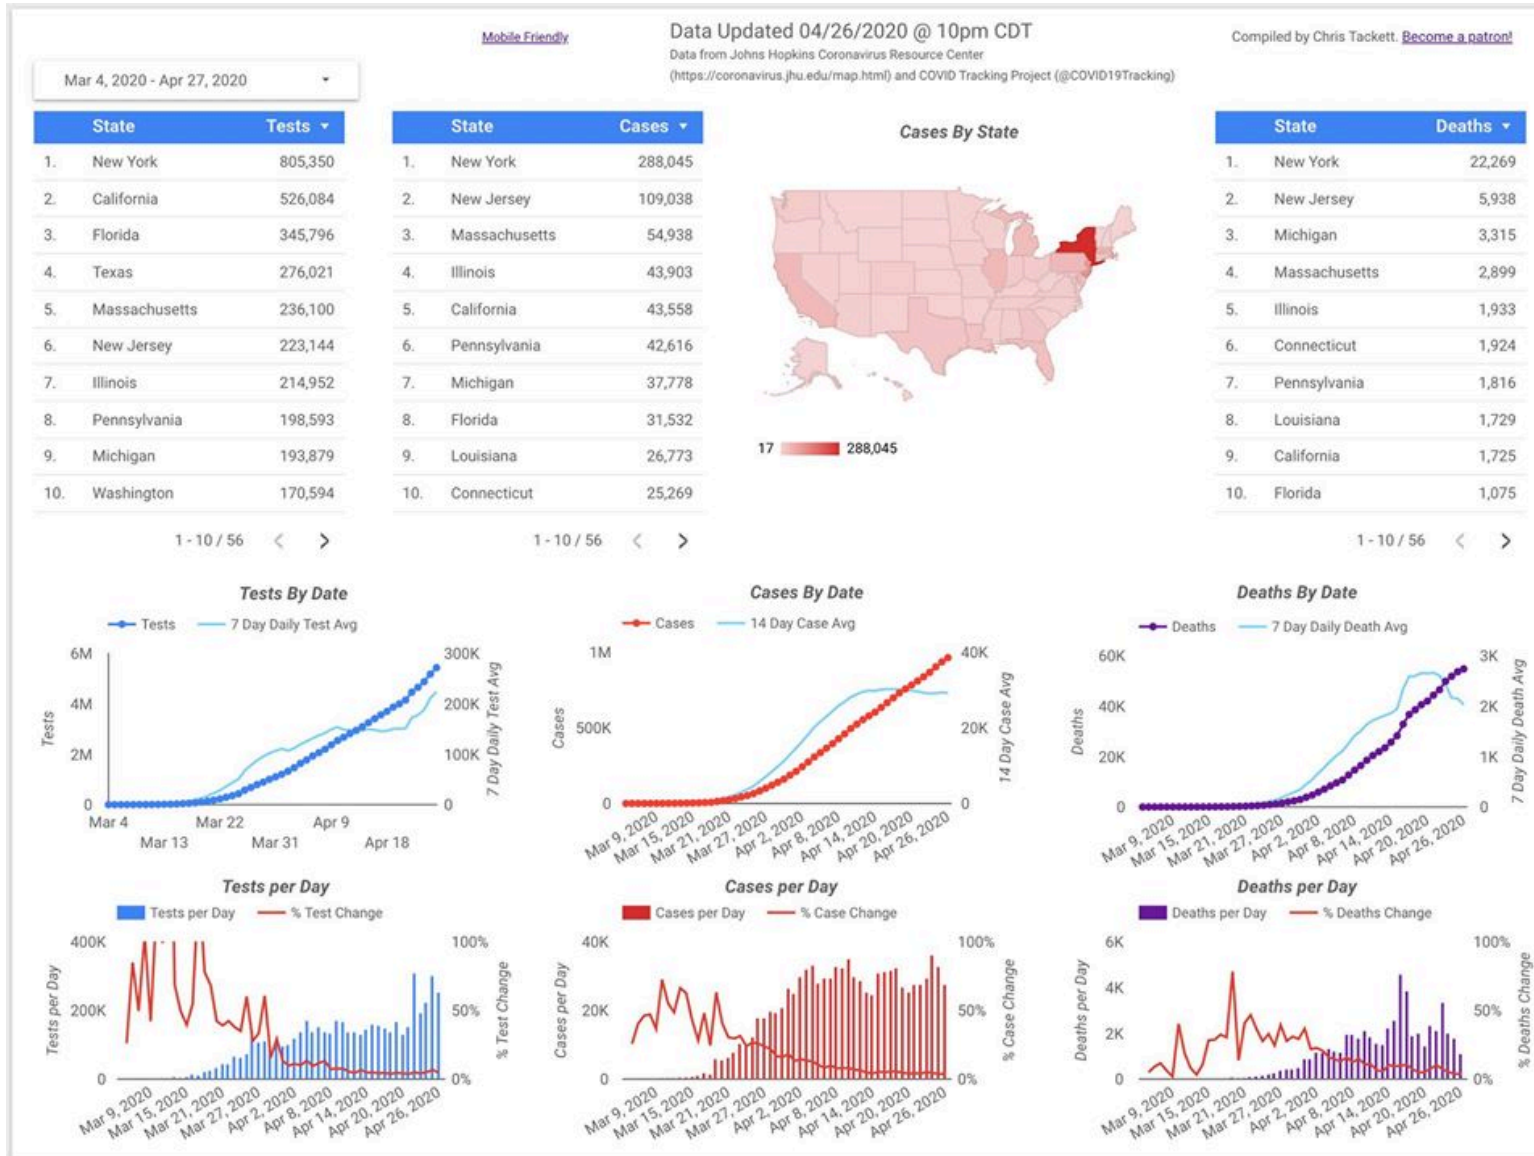 Mobile Friendly
Data Updated 04/26/2020 @ 10pm CDT
Data from Johns Hopkins Coronavirus Resource Center
(https://coronavirus.jhu.edu/map.html) and COVID Tracking Project (@COVID19Tracking)
Compiled by Chris Tackett. Become a patron!
Mar 4, 2020 - Apr 27, 2020
State Tests
1. New York 805,350
2. California 526,084
3. Florida 345,796
4. Texas 276,021
5. Massachusetts 236,100
6. New Jersey 223,144
7. Illinois 214,952
8. Pennsylvania 198,593
9. Michigan 193,879
10. Washington 170,594
1 - 10 / 56
State Cases
1. New York 288,045
2. New Jersey 109,038
3. Massachusetts 54,938
4. Illinois 43,903
5. California 43,558
6. Pennsylvania 42,616
7. Michigan 37,778
8. Florida 31,532
9. Louisiana 26,773
10. Connecticut 25,269
1 - 10 / 56
Cases By State
17 288,045
State Deaths
1. New York 22,269
2. New Jersey 5,938
3. Michigan 3,315
4. Massachusetts 2,899
5. Illinois 1,933
6. Connecticut 1,924
7. Pennsylvania 1,816
8. Louisiana 1,729
9. California 1,725
10. Florida 1,075
1 - 10 / 56
Tests By Date
Tests 7 Day Daily Test Avg
6M 300K
4M 200K
2M 100K
0 0
Tests
7 Day Daily Test Avg
Mar 4 Mar 22 Apr 9
Mar 13 Mar 31 Apr 18
Cases By Date
Cases 14 Day Case Avg
1M 40K
500K 20K
0 0
Cases
14 Day Case Avg
Mar 9, 2020 Mar 15, 2020 Mar 21, 2020 Mar 27, 2020 Apr 2, 2020 Apr 8, 2020 Apr 14, 2020 Apr 20, 2020 Apr 26, 2020
Deaths By Date
Deaths 7 Day Daily Death Avg
60K 3K
40K 2K
20K 1K
0 0
Deaths
7 Day Daily Death Avg
Mar 9, 2020 Mar 15, 2020 Mar 21, 2020 Mar 27, 2020 Apr 2, 2020 Apr 8, 2020 Apr 14, 2020 Apr 20, 2020 Apr 26, 2020
Tests per Day
Tests per Day % Test Change
400K 100%
200K 50%
0 0%
Tests per Day
% Test Change
Mar 9, 2020 Mar 15, 2020 Mar 21, 2020 Mar 27, 2020 Apr 2, 2020 Apr 8, 2020 Apr 14, 2020 Apr 20, 2020 Apr 26, 2020
Cases per Day
Cases per Day % Case Change
40K 100%
20K 50%
0 0%
Cases per Day
% Case Change
Mar 9, 2020 Mar 15, 2020 Mar 21, 2020 Mar 27, 2020 Apr 2, 2020 Apr 8, 2020 Apr 14, 2020 Apr 20, 2020 Apr 26, 2020
Deaths per Day
Deaths per Day % Deaths Change
6K 100%
4K
2K 50%
0 0%
Deaths per Day
% Deaths Change
Mar 9, 2020 Mar 15, 2020 Mar 21, 2020 Mar 27, 2020 Apr 2, 2020 Apr 8, 2020 Apr 14, 2020 Apr 20, 2020 Apr 26, 2020